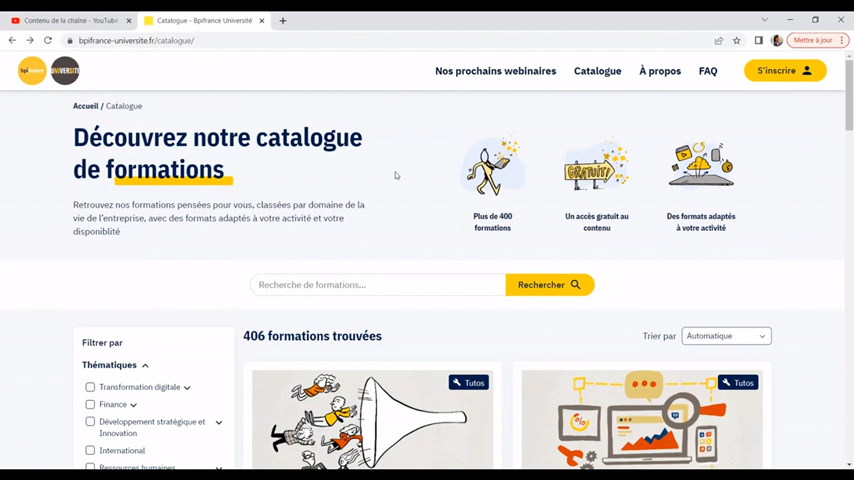 Contenu de la chaîne - YouTube
Catalogue - Bpifrance Université
bpifrance-universite.fr/catalogue/
Mettre à jour
bpifrance
UNIVERSITÉ
Nos prochains webinaires
Catalogue
À propos
FAQ
S'inscrire
Accueil / Catalogue
Découvrez notre catalogue
de formations
Retrouvez nos formations pensées pour vous, classées par domaine de la
vie de l'entreprise, avec des formats adaptés à votre activité et votre
disponiblité
GRATUIT!
Plus de 400
formations
Un accès gratuit au
contenu
Des formats adaptés
à votre activité
Recherche de formations...
Rechercher
Filtrer par
406 formations trouvées
Trier par
Automatique
Thématiques
Transformation digitale
Finance
Développement stratégique et
Innovation
International
Ressources humaines
Tutos
Tutos